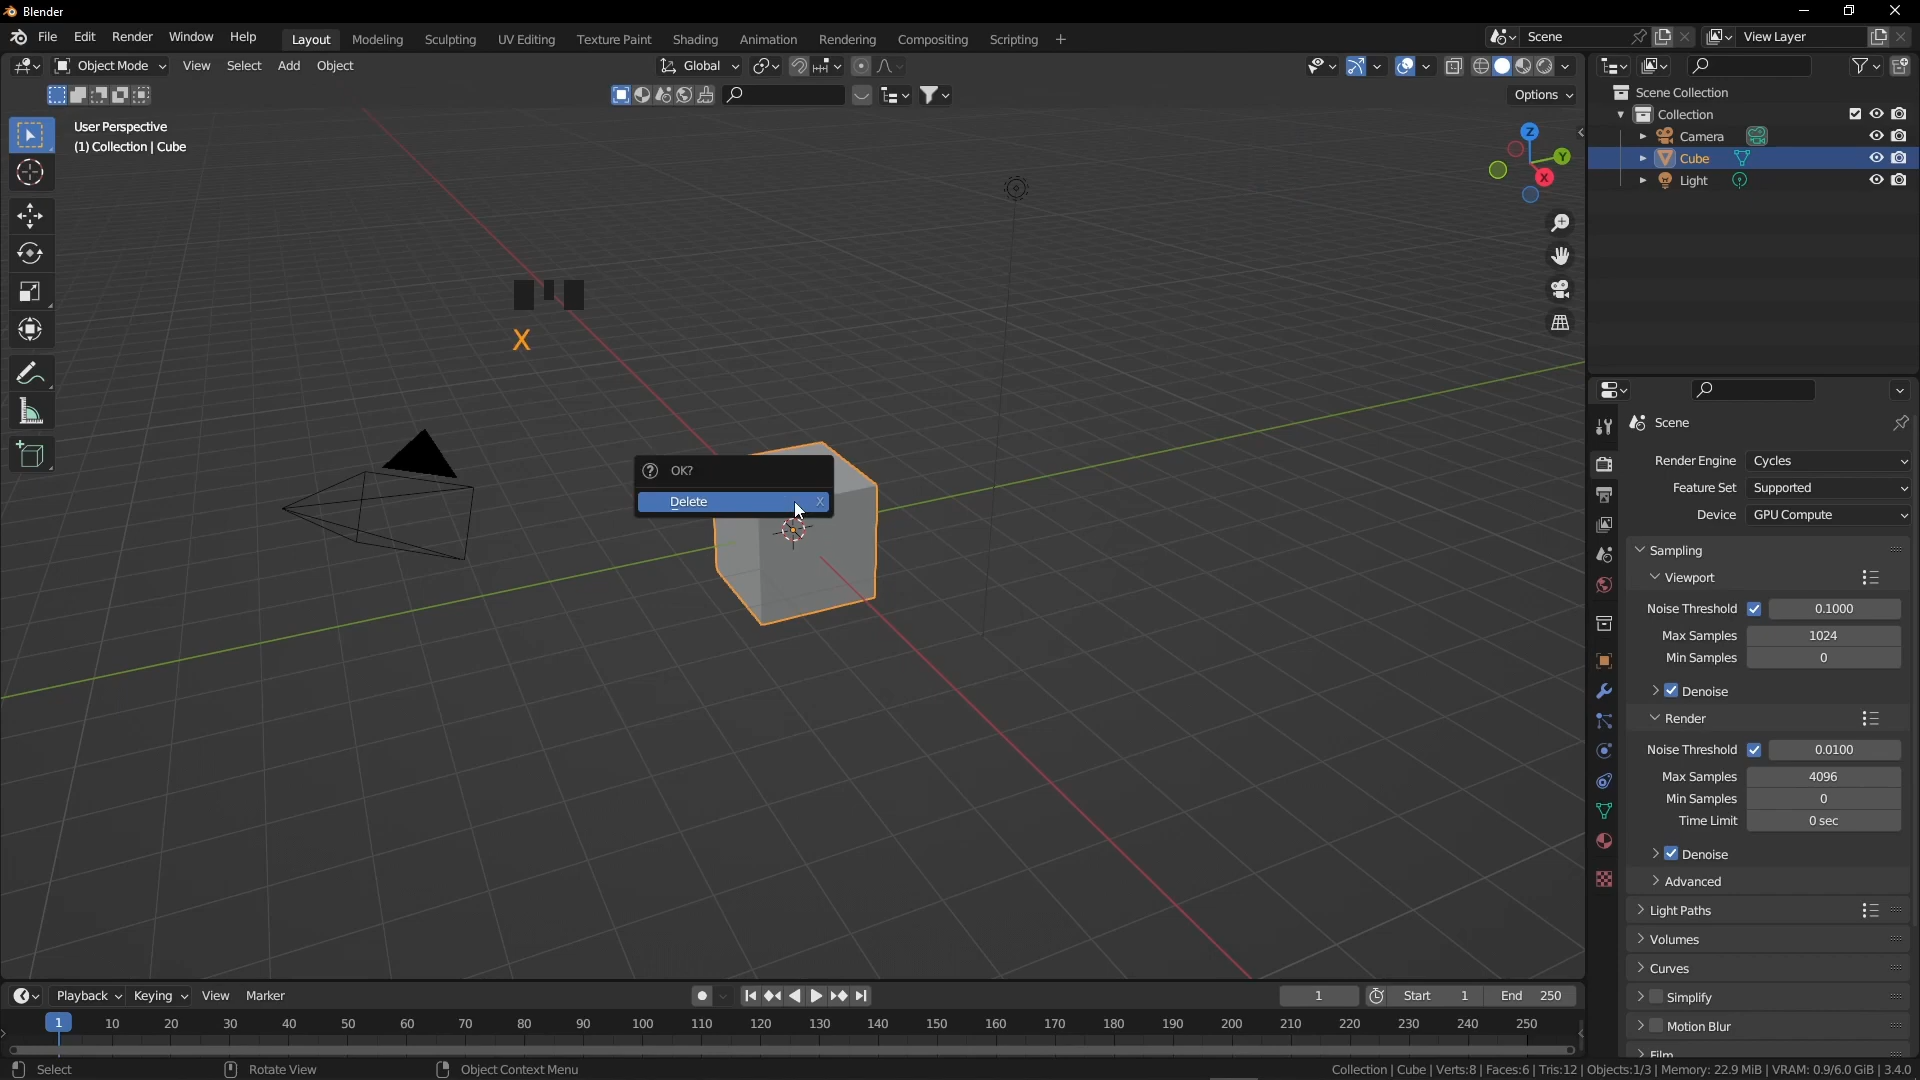 Blender
File Edit Render Window Help Layout Modeling Sculpting UV Editing Texture Paint Shading Animation Rendering Compositing Scripting + Scene View Layer
Object Mode View Select Add Object Global
Options
User Perspective
(1) Collection | Cube
Z
Y
X
X
OK?
Delete X
Scene Collection
Collection
Camera
Cube
Light
Scene
Render Engine Cycles
Feature Set Supported
Device GPU Compute
Sampling
Viewport
Noise Threshold 0.1000
Max Samples 1024
Min Samples 0
Denoise
Render
Noise Threshold 0.0100
Max Samples 4096
Min Samples 0
Time Limit 0 sec
Denoise
Advanced
Light Paths
Volumes
Curves
Simplify
Motion Blur
Film
Playback Keying View Marker 1 Start 1 End 250
1 10 20 30 40 50 60 70 80 90 100 110 120 130 140 150 160 170 180 190 200 210 220 230 240 250
Select Rotate View Object Context Menu Collection | Cube | Verts:8 | Faces:6 | Tris:12 | Objects:1/3 | Memory: 22.9 MiB | VRAM: 0.9/6.0 GiB | 3.4.0